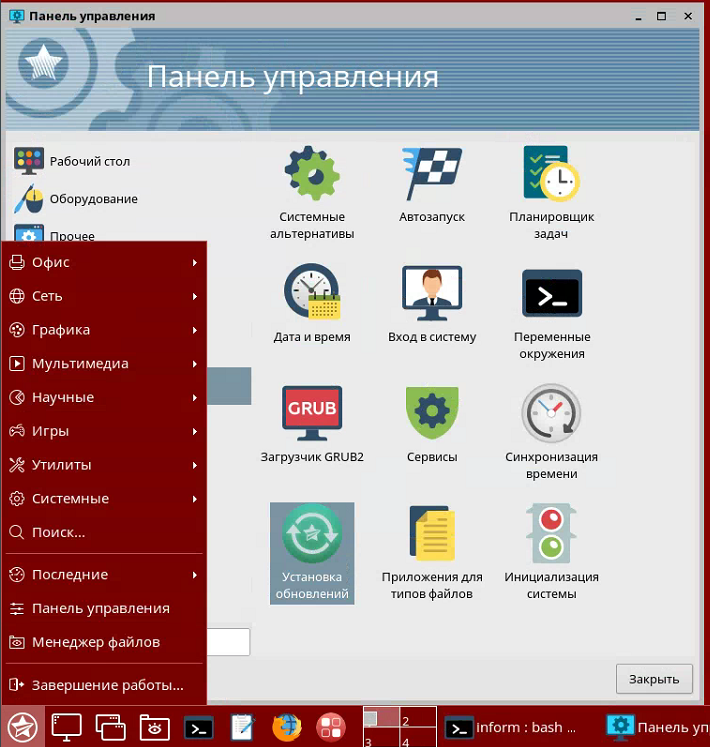 Панель управления
Панель управления
Рабочий стол
Оборудование
Прочее
Системные
альтернативы
Автозапуск
Планировщик
задач
Дата и время
Вход в систему
Переменные
окружения
GRUB
Загрузчик GRUB2
Сервисы
Синхронизация
времени
Установка
обновлений
Приложения для
типов файлов
Инициализация
системы
Закрыть
Офис
Сеть
Графика
Мультимедиа
Научные
Игры
Утилиты
Системные
Поиск...
Последние
Панель управления
Менеджер файлов
Завершение работы...
2
3
4
inform : bash ...
Панель уп